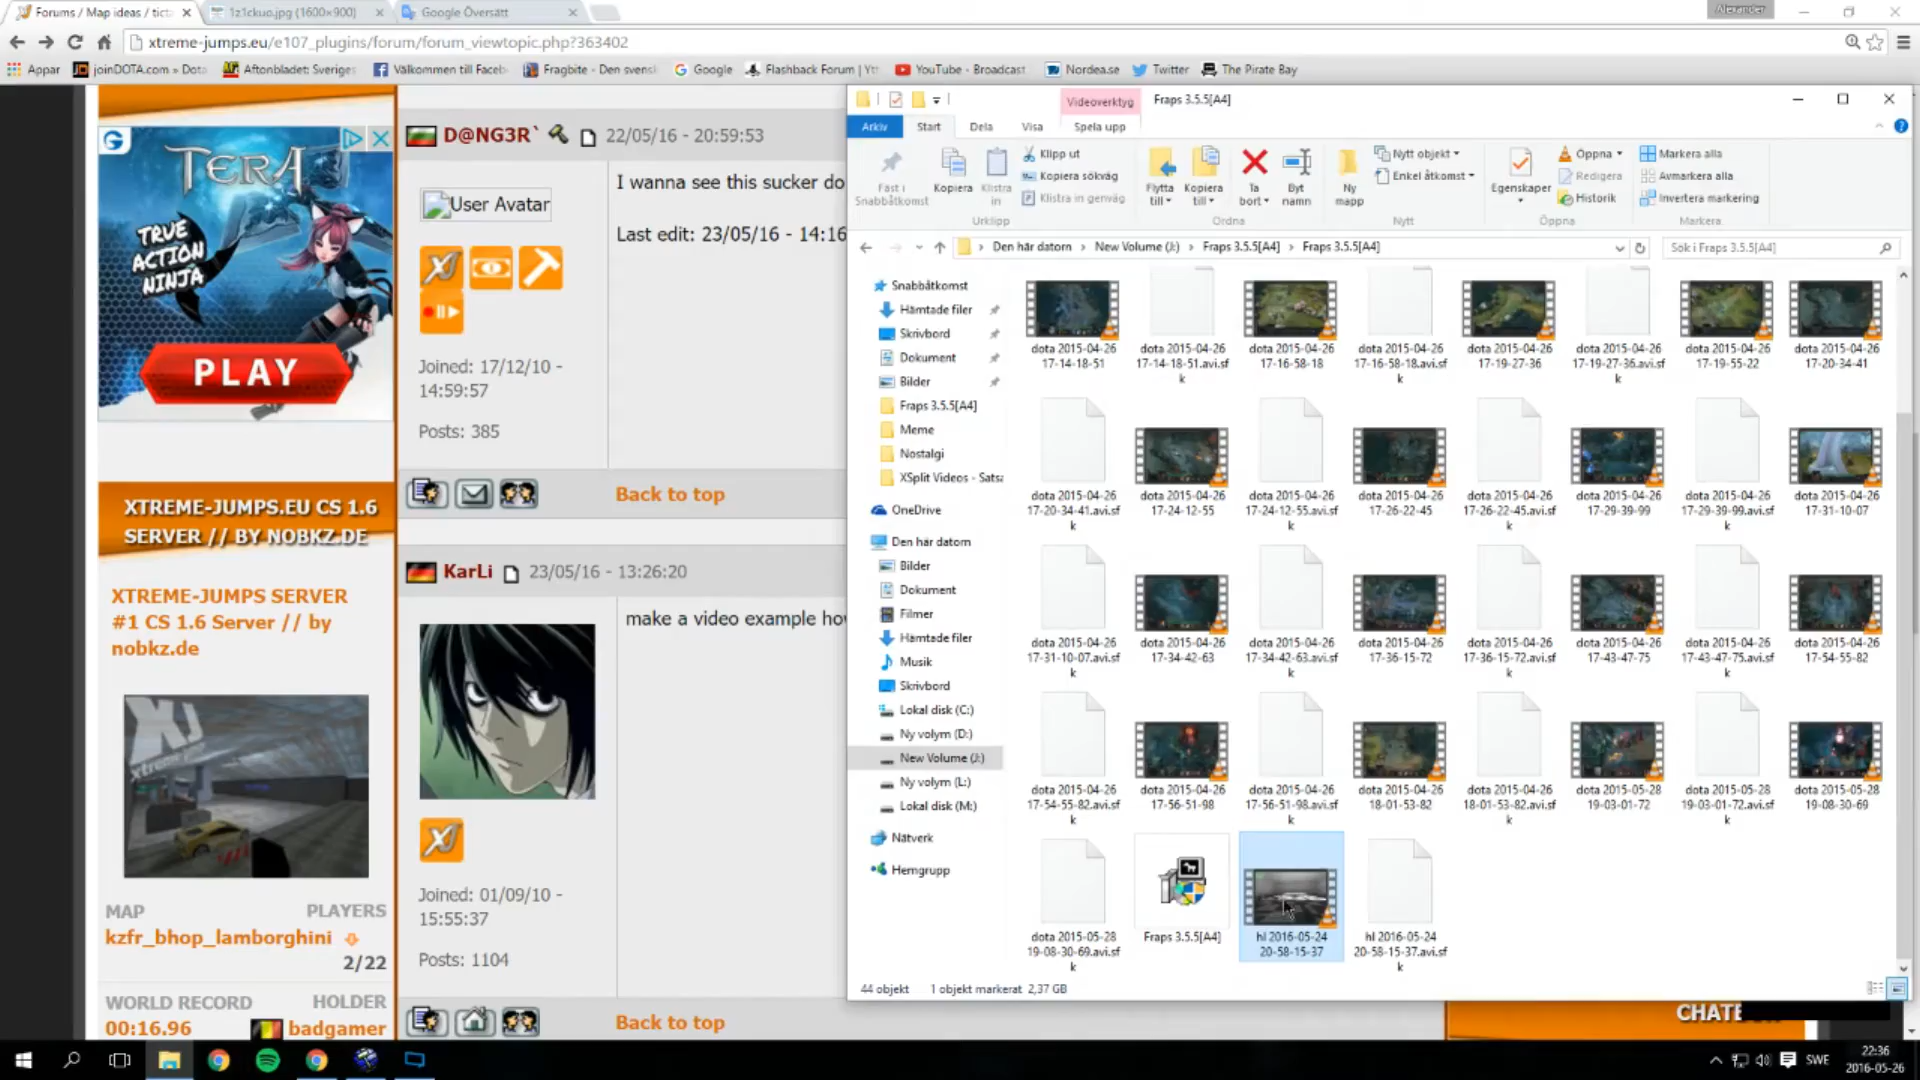 Forums / Map ideas / tict
1z1ckuo.jpg (1600×900)
Google Översätt
Alexander
xtreme-jumps.eu/e107_plugins/forum/forum_viewtopic.php?363402
Appar
joinDOTA.com » Dota
Aftonbladet: Sveriges
Välkommen till Faceb
Fragbite - Den svensk
Google
Flashback Forum | Ytt
YouTube - Broadcast
Nordea.se
Twitter
The Pirate Bay
TERA
TRUE
ACTION
NINJA
PLAY
XTREME-JUMPS.EU CS 1.6
SERVER // BY NOBKZ.DE
XTREME-JUMPS SERVER
#1 CS 1.6 Server // by
nobkz.de
MAP PLAYERS
kzfr_bhop_lamborghini
2/22
WORLD RECORD HOLDER
00:16.96 badgamer
D@NG3R` 22/05/16 - 20:59:53
User Avatar
I wanna see this sucker do
Last edit: 23/05/16 - 14:16
Joined: 17/12/10 -
14:59:57
Posts: 385
Back to top
KarLi 23/05/16 - 13:26:20
make a video example how
Joined: 01/09/10 -
15:55:37
Posts: 1104
Back to top
Videoverktyg
Fraps 3.5.5[A4]
Arkiv Start Dela Visa Spela upp
Fäst i
Snabbåtkomst
Kopiera
Klistra
in
Klipp ut
Kopiera sökväg
Klistra in genväg
Urklipp
Flytta
till
Kopiera
till
Ta
bort
Byt
namn
Ordna
Ny
mapp
Nytt objekt
Enkel åtkomst
Nytt
Egenskaper
Öppna
Redigera
Historik
Öppna
Markera alla
Avmarkera alla
Invertera markering
Markera
Den här datorn > New Volume (J:) > Fraps 3.5.5[A4] > Fraps 3.5.5[A4]
Sök i Fraps 3.5.5[A4]
Snabbåtkomst
Hämtade filer
Skrivbord
Dokument
Bilder
Fraps 3.5.5[A4]
Meme
Nostalgi
XSplit Videos - Satsa
OneDrive
Den här datorn
Bilder
Dokument
Filmer
Hämtade filer
Musik
Skrivbord
Lokal disk (C:)
Ny volym (D:)
New Volume (J:)
Ny volym (L:)
Lokal disk (M:)
Nätverk
Hemgrupp
dota 2015-04-26
17-14-18-51
dota 2015-04-26
17-14-18-51.avi.sf
k
dota 2015-04-26
17-16-58-18
dota 2015-04-26
17-16-58-18.avi.sf
k
dota 2015-04-26
17-19-27-36
dota 2015-04-26
17-19-27-36.avi.sf
k
dota 2015-04-26
17-19-55-22
dota 2015-04-26
17-20-34-41
dota 2015-04-26
17-20-34-41.avi.sf
k
dota 2015-04-26
17-24-12-55
dota 2015-04-26
17-24-12-55.avi.sf
k
dota 2015-04-26
17-26-22-45
dota 2015-04-26
17-26-22-45.avi.sf
k
dota 2015-04-26
17-29-39-99
dota 2015-04-26
17-29-39-99.avi.sf
k
dota 2015-04-26
17-31-10-07
dota 2015-04-26
17-31-10-07.avi.sf
k
dota 2015-04-26
17-34-42-63
dota 2015-04-26
17-34-42-63.avi.sf
k
dota 2015-04-26
17-36-15-72
dota 2015-04-26
17-36-15-72.avi.sf
k
dota 2015-04-26
17-43-47-75
dota 2015-04-26
17-43-47-75.avi.sf
k
dota 2015-04-26
17-54-55-82
dota 2015-04-26
17-54-55-82.avi.sf
k
dota 2015-04-26
17-56-51-98
dota 2015-04-26
17-56-51-98.avi.sf
k
dota 2015-04-26
18-01-53-82
dota 2015-04-26
18-01-53-82.avi.sf
k
dota 2015-05-28
19-03-01-72
dota 2015-05-28
19-03-01-72.avi.sf
k
dota 2015-05-28
19-08-30-69
dota 2015-05-28
19-08-30-69.avi.sf
k
Fraps 3.5.5[A4]
hl 2016-05-24
20-58-15-37
hl 2016-05-24
20-58-15-37.avi.sf
k
44 objekt 1 objekt markerat 2,37 GB
SWE
22:36
2016-05-26